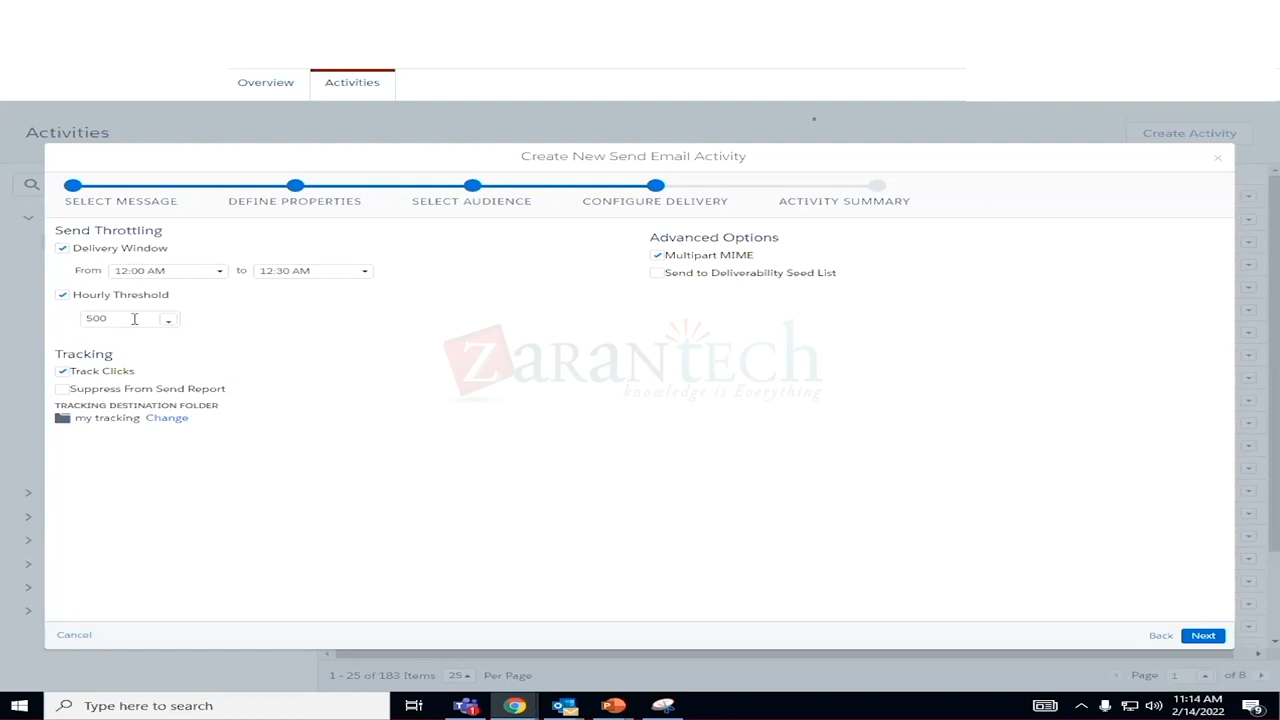 Overview
Activities
Activities
Create Activity
Create New Send Email Activity
SELECT MESSAGE
DEFINE PROPERTIES
SELECT AUDIENCE
CONFIGURE DELIVERY
ACTIVITY SUMMARY
Send Throttling
Delivery Window
From 12:00 AM to 12:30 AM
Hourly Threshold
500
Tracking
Track Clicks
Suppress From Send Report
TRACKING DESTINATION FOLDER
my tracking Change
Advanced Options
Multipart MIME
Send to Deliverability Seed List
zarantech
knowledge is Everything
Cancel
Back
Next
1 - 25 of 183 Items 25 Per Page
Page 1 of 8
Type here to search
11:14 AM
2/14/2022